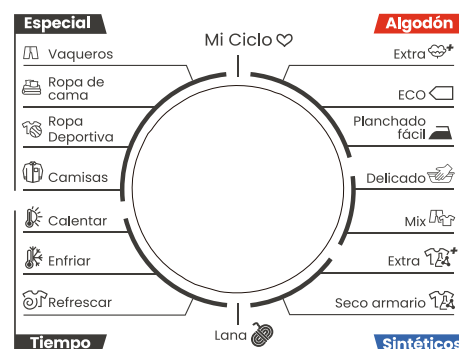 Especial
Vaqueros
Ropa de
cama
Ropa
Deportiva
Camisas
Calentar
Enfriar
Refrescar
Tiempo
Mi Ciclo
Lana
Algodón
Extra
ECO
Planchado
fácil
Delicado
Mix
Extra
Seco armario
Sintéticos